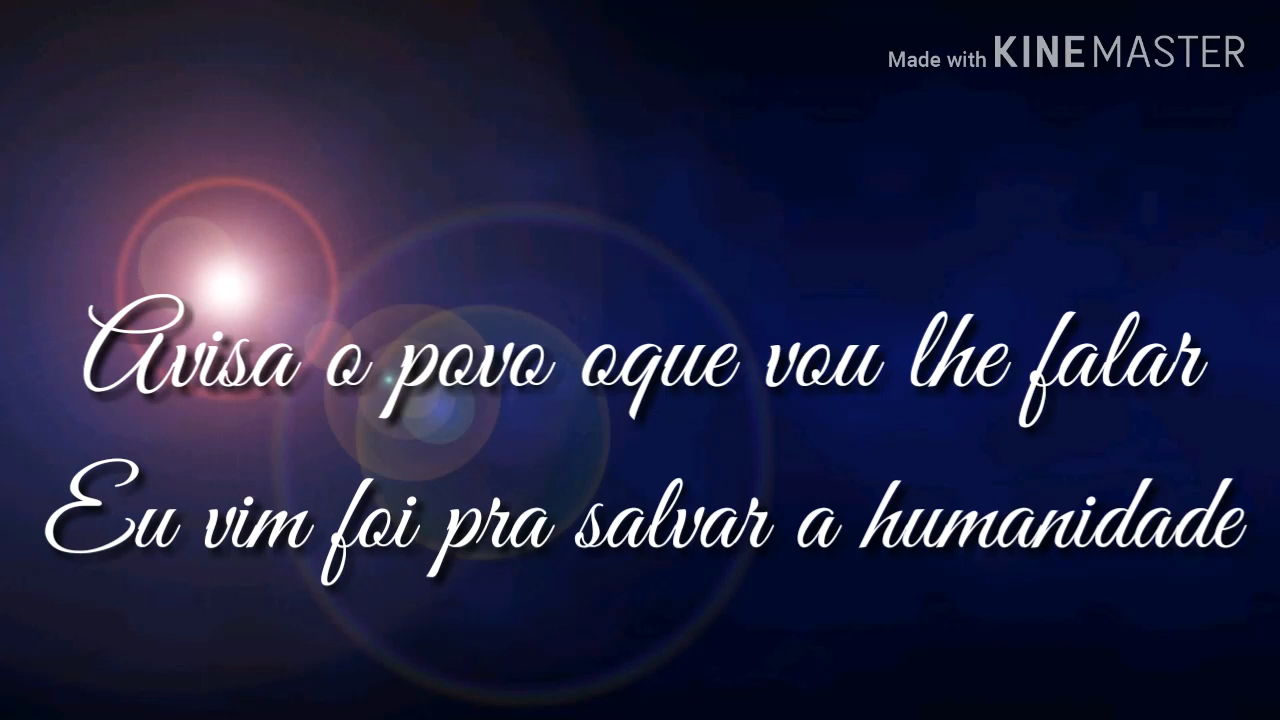 Made with KINEMASTER
Avisa o povo oque vou lhe falar
Eu vim foi pra salvar a humanidade